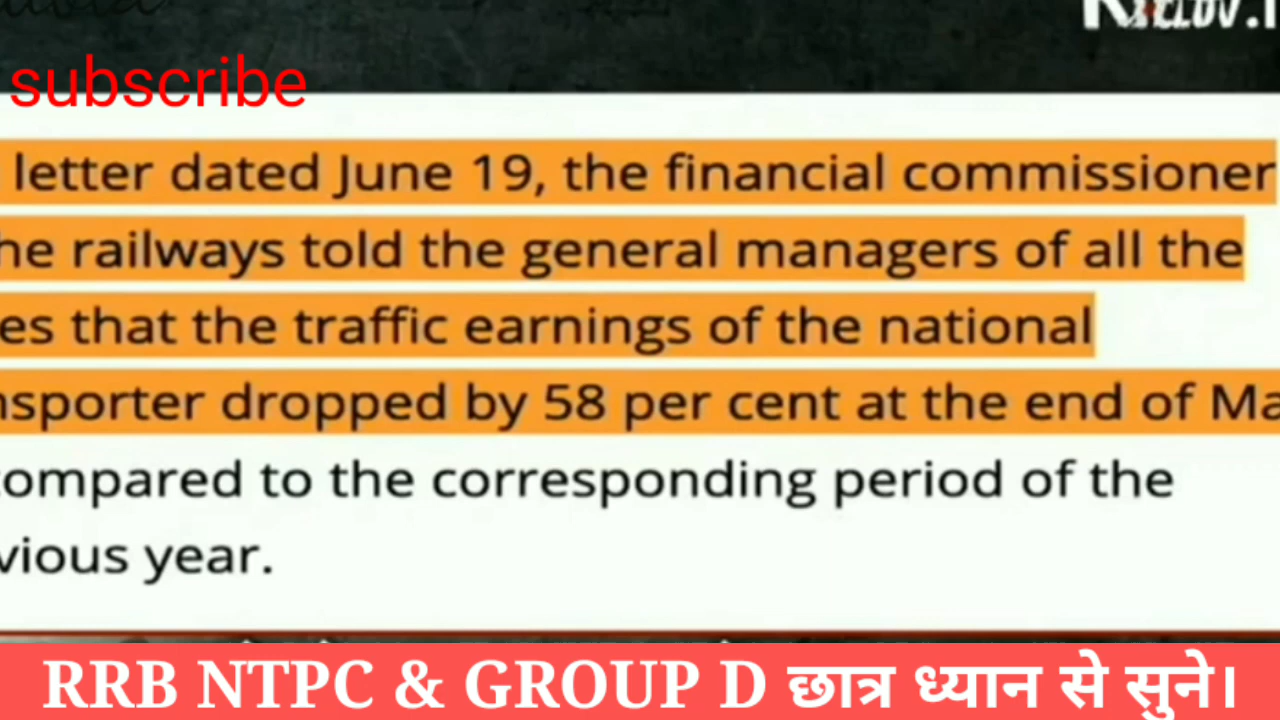 subscribe
letter dated June 19, the financial commissioner
he railways told the general managers of all the
es that the traffic earnings of the national
nsporter dropped by 58 per cent at the end of Ma
compared to the corresponding period of the
vious year.
RRB NTPC & GROUP D छात्र ध्यान से सुने।